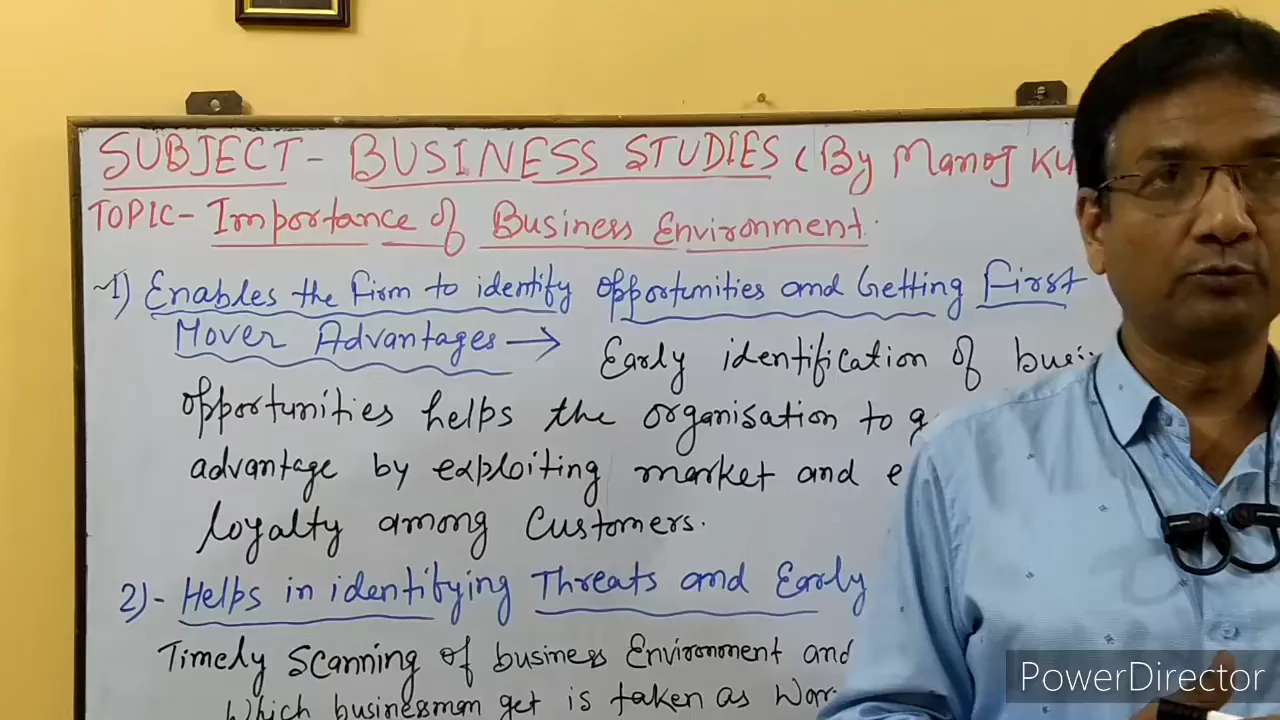 SUBJECT- BUSINESS STUDIES (By Manoj
TOPIC- Importance of Business Environment.
1) Enables the Firm to identify opportunities and Getting First
Mover Advantages → Early identification of
opportunities helps the organisation to
advantage by exploiting market and
loyalty among Customers.
2)- Helps in identifying Threats and Early
Timely Scanning of business Environment and
Which businessman get is taken as
PowerDirector